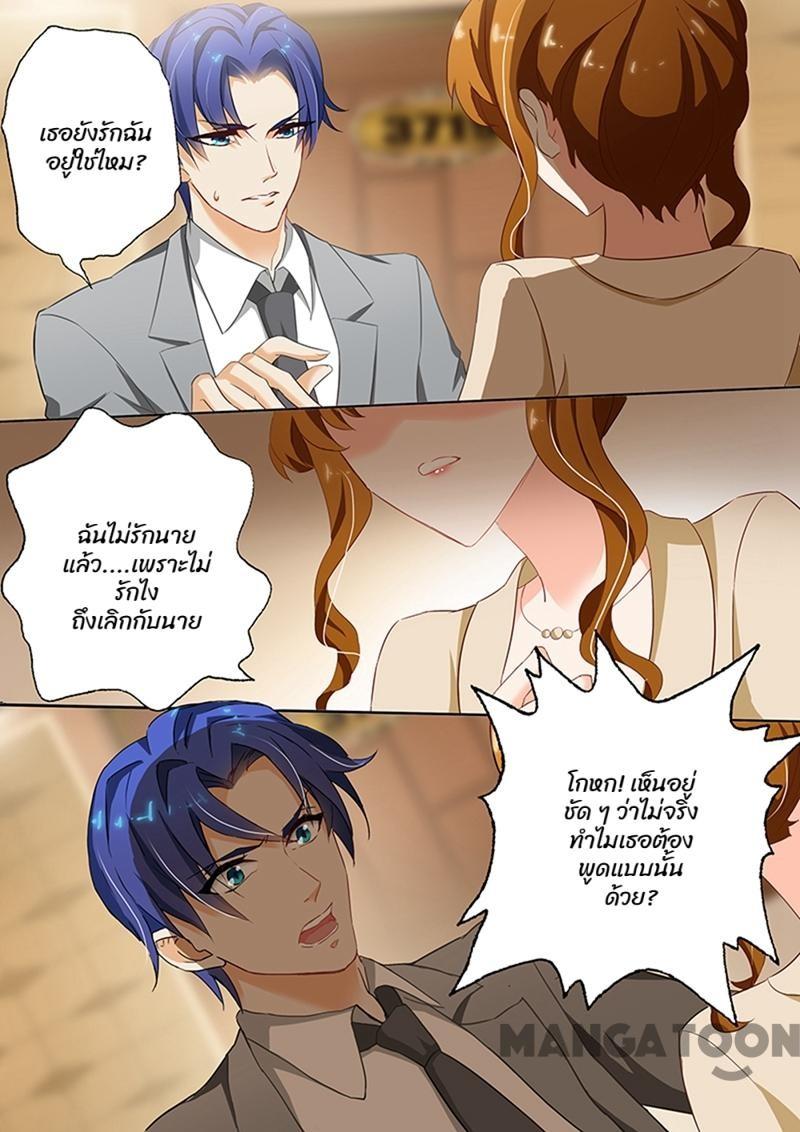 เธอยังรักฉัน
อยู่ใช่ไหม?
ฉันไม่รักนาย
แล้ว....เพราะไม่
รักไง
ถึงเลิกกับนาย
โกหก! เห็นอยู่
ชัด ๆ ว่าไม่จริง
ทำไมเธอต้อง
พูดแบบนั้น
ด้วย?
MANGATOON